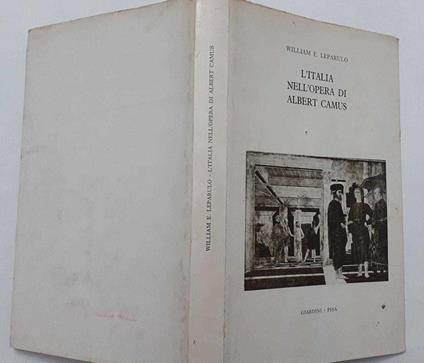 WILLIAM E. LEPARULO - L'ITALIA NELL'OPERA DI ALBERT CAMUS
WILLIAM E. LEPARULO
L'ITALIA
NELL'OPERA DI
ALBERT CAMUS
GIARDINI - PISA